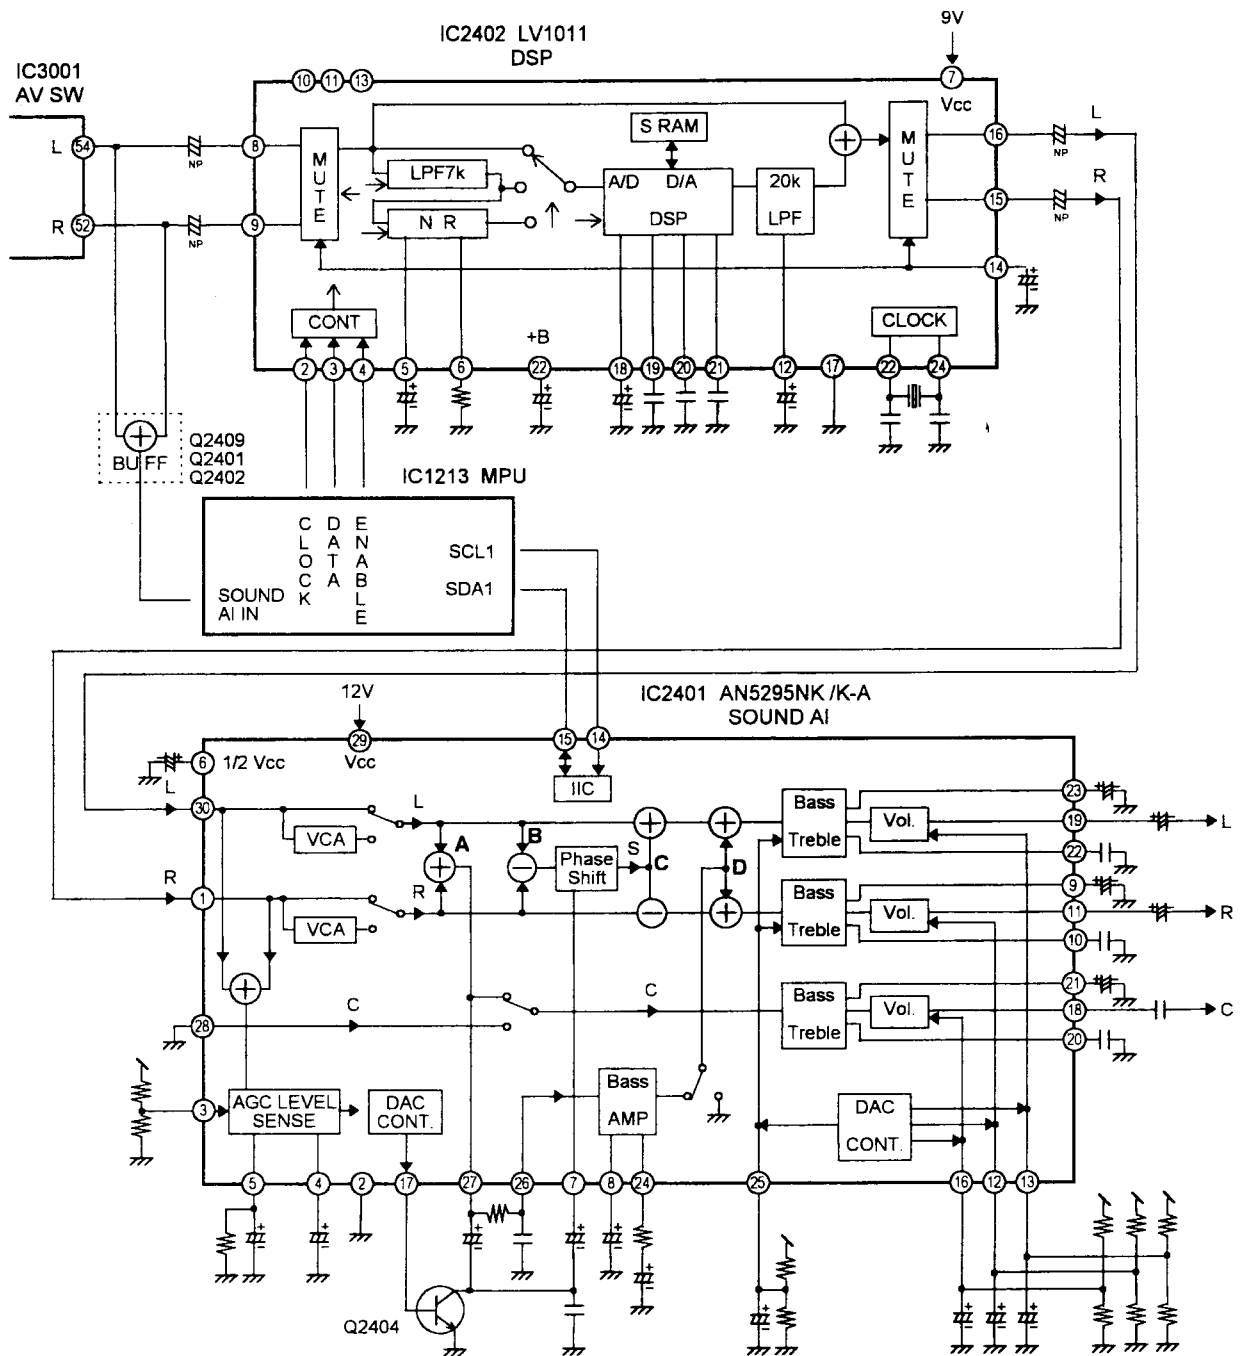 IC2402 LV1011
DSP
9V
IC3001
AV SW
10 11 13
7
Vcc
L 54
NP
8
MUTE
LPF7k
N R
S RAM
A/D D/A
DSP
20k
LPF
MUTE
16
NP
L
R 52
NP
9
15
NP
R
14
CONT
+B
CLOCK
2 3 4 5 6 22 18 19 20 21 12 17 22 24
BUFF
Q2409
Q2401
Q2402
IC1213 MPU
CLOCK
DATA
ENABLE
SCL1
SDA1
SOUND
AI IN
IC2401 AN5295NK/K-A
SOUND AI
12V
29
Vcc
15 14
IIC
6 1/2 Vcc
L
30
VCA
L
A
B
S
C
D
Phase
Shift
Bass
Treble
Vol.
23
19 L
22
R
1
VCA
R
Bass
Treble
Vol.
9
11 R
10
28
C
C
Bass
Treble
Vol.
21
18 C
20
3
AGC LEVEL
SENSE
DAC
CONT.
Bass
AMP
DAC
CONT.
5 4 2 17 27 26 7 8 24 25 16 12 13
Q2404